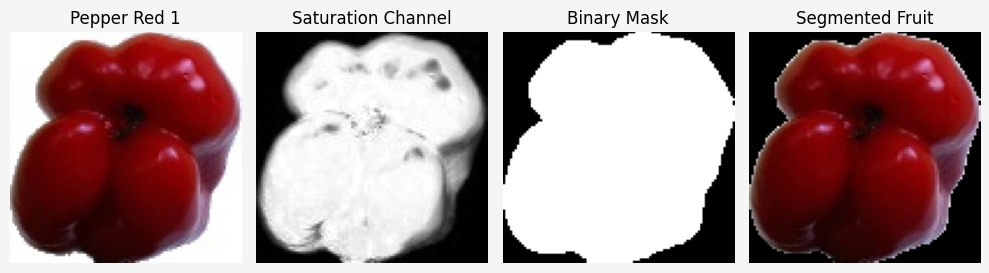 Pepper Red 1
Saturation Channel
Binary Mask
Segmented Fruit